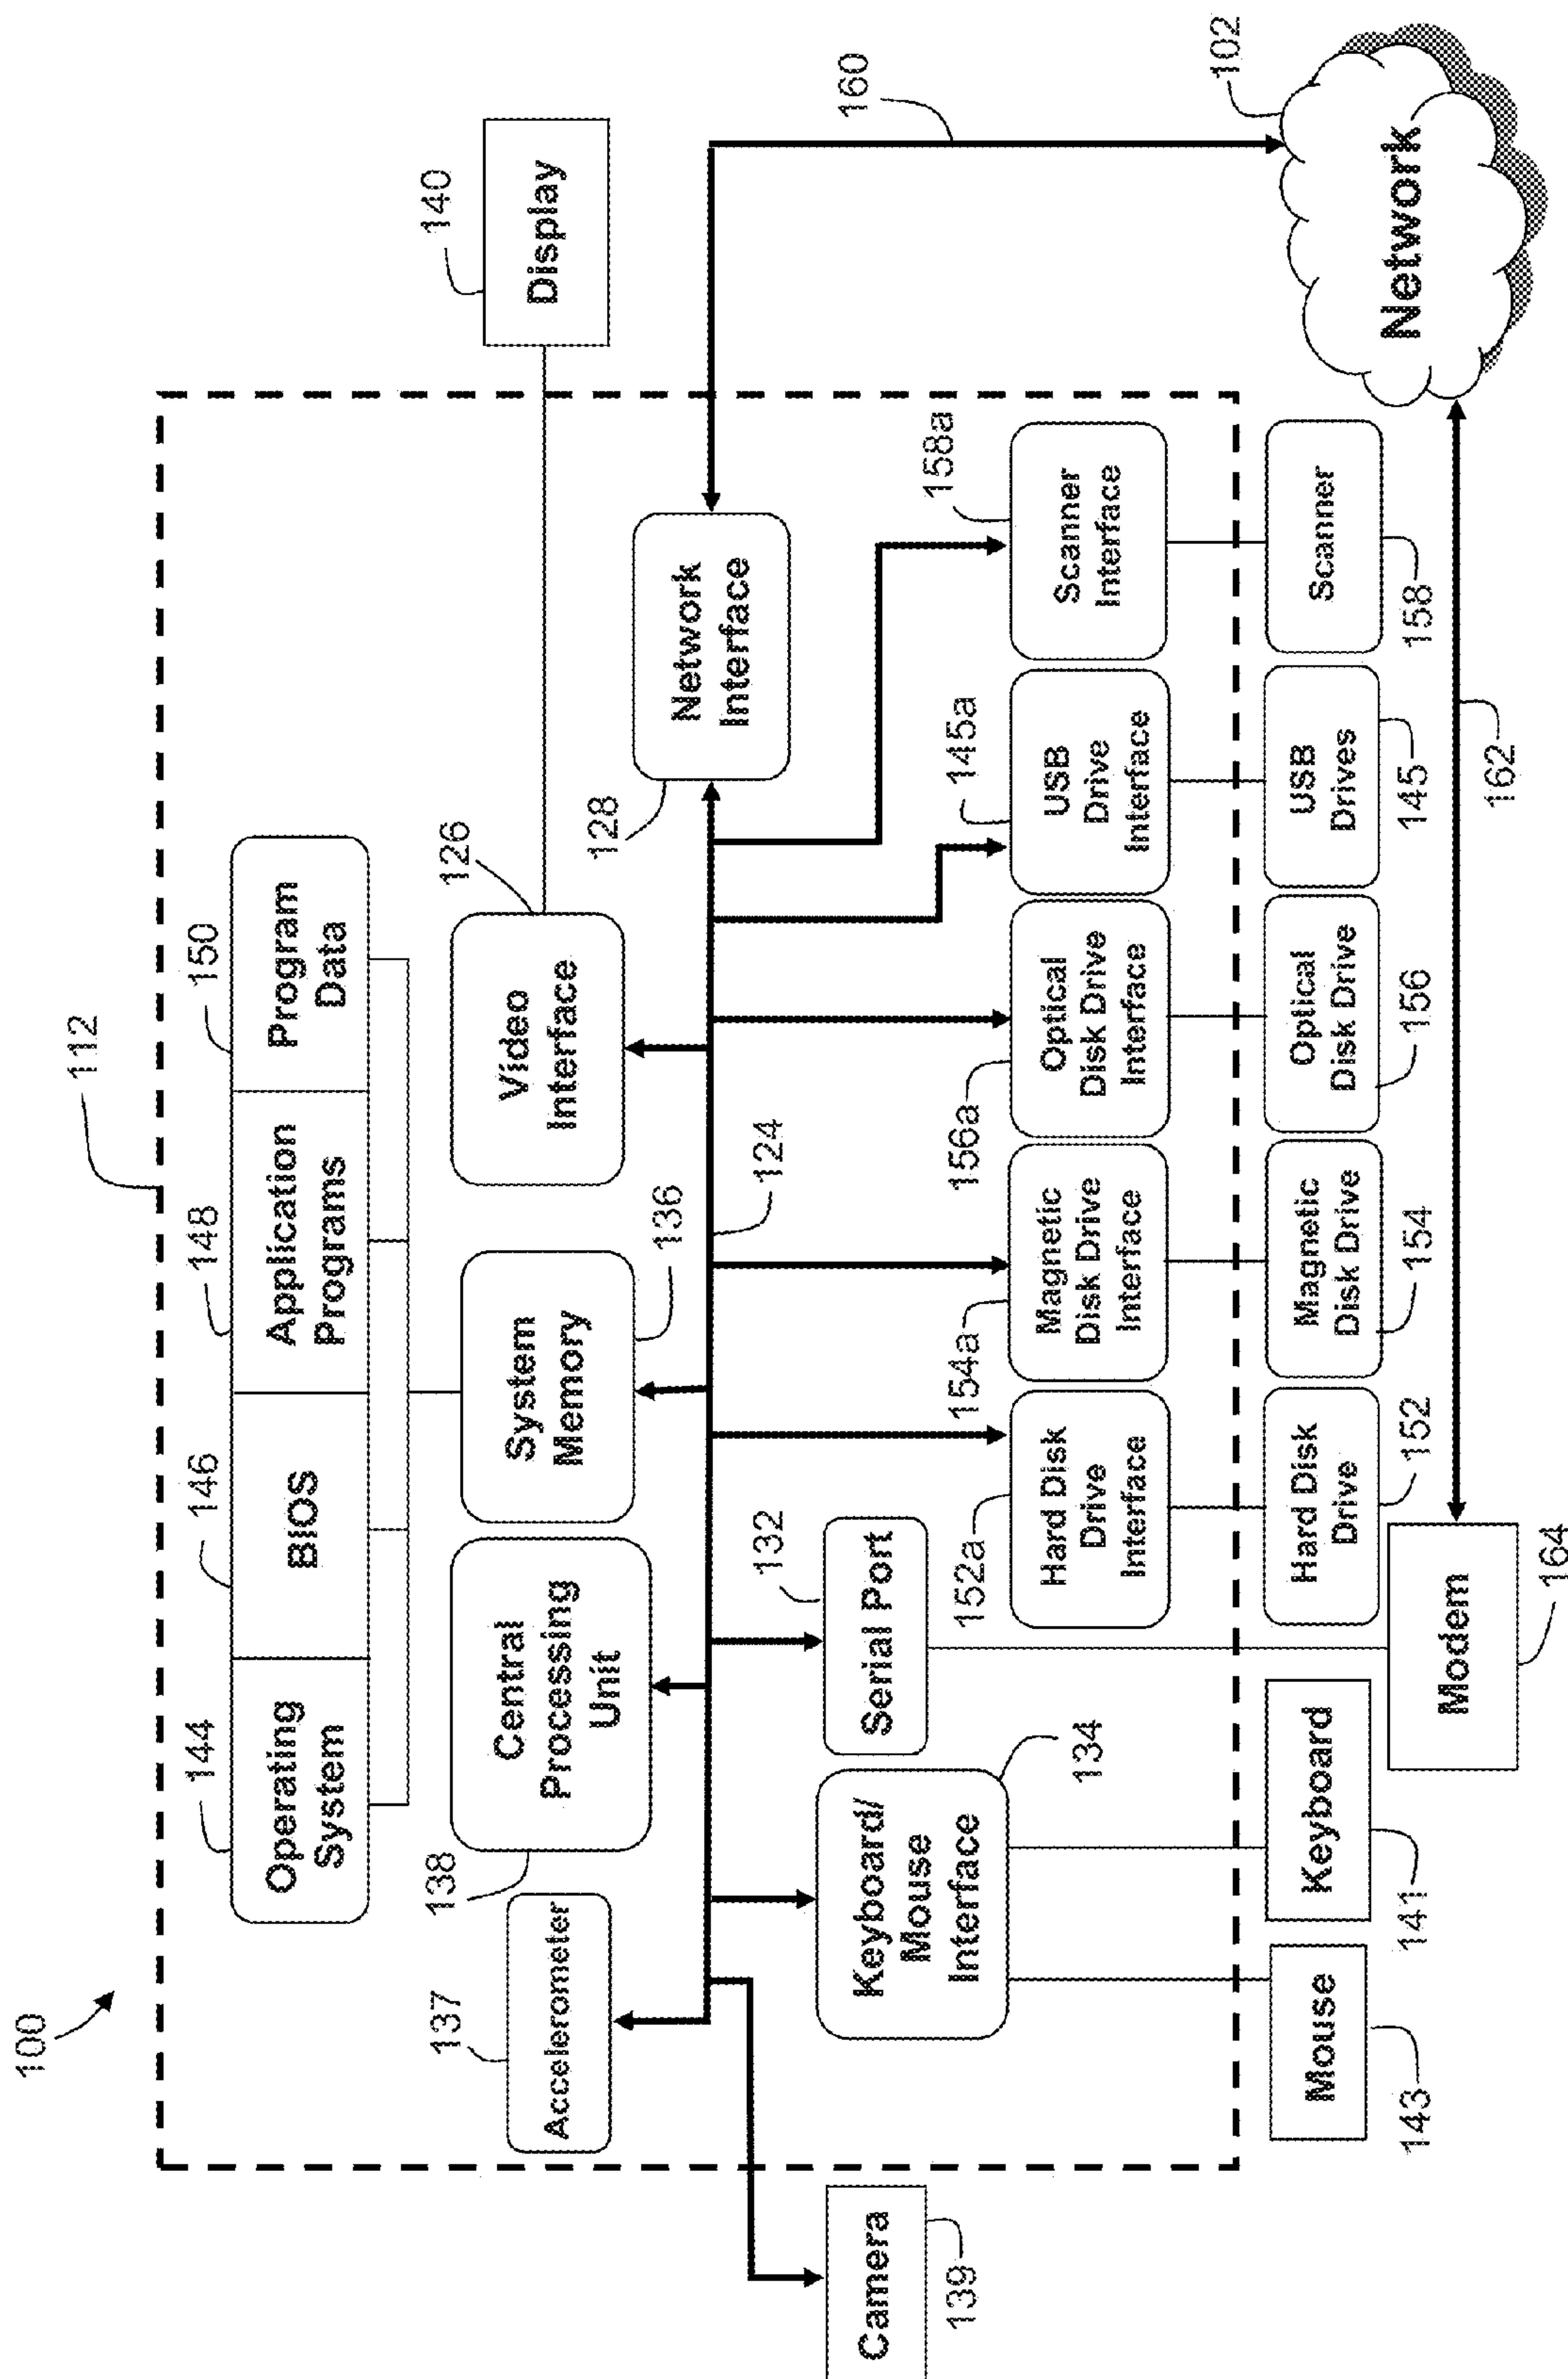 100
112
144
146
148
150
Operating
System
BIOS
Application
Programs
Program
Data
137
Accelerometer
138
Central
Processing
Unit
System
Memory
136
126
Video
Interface
140
Display
128
Network
Interface
124
160
102
Network
Camera
139
Keyboard/
Mouse
Interface
134
132
Serial Port
152a
Hard Disk
Drive
Interface
154a
Magnetic
Disk Drive
Interface
156a
Optical
Disk Drive
Interface
145a
USB
Drive
Interface
158a
Scanner
Interface
Mouse
143
Keyboard
141
Modem
164
Hard Disk
Drive
152
Magnetic
Disk Drive
154
Optical
Disk Drive
156
USB
Drives
145
Scanner
158
162